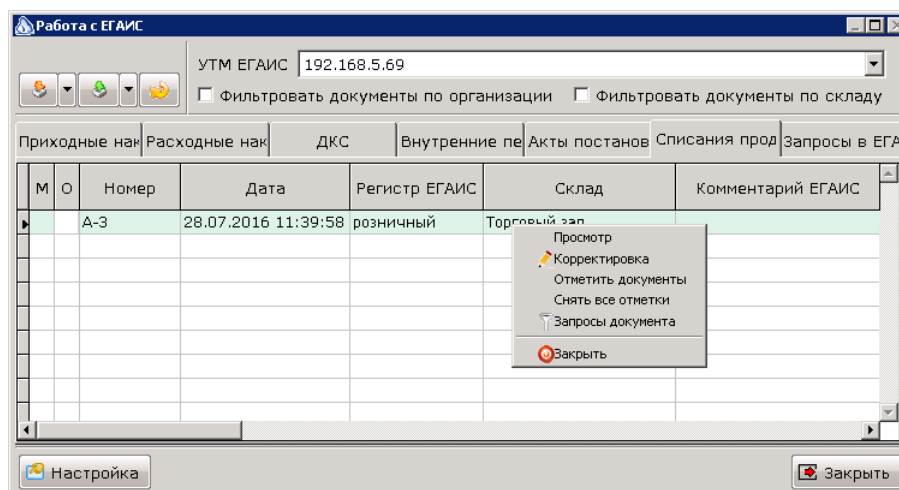 Работа с ЕГАИС
УТМ ЕГАИС 192.168.5.69
Фильтровать документы по организации Фильтровать документы по складу
Приходные нак Расходные нак ДКС Внутренние пе Акты постанов Списания прод Запросы в ЕГА
М О Номер Дата Регистр ЕГАИС Склад Комментарий ЕГАИС
А-3 28.07.2016 11:39:58 розничный Торговый зал
Просмотр
Корректировка
Отметить документы
Снять все отметки
Запросы документа
Закрыть
Настройка Закрыть